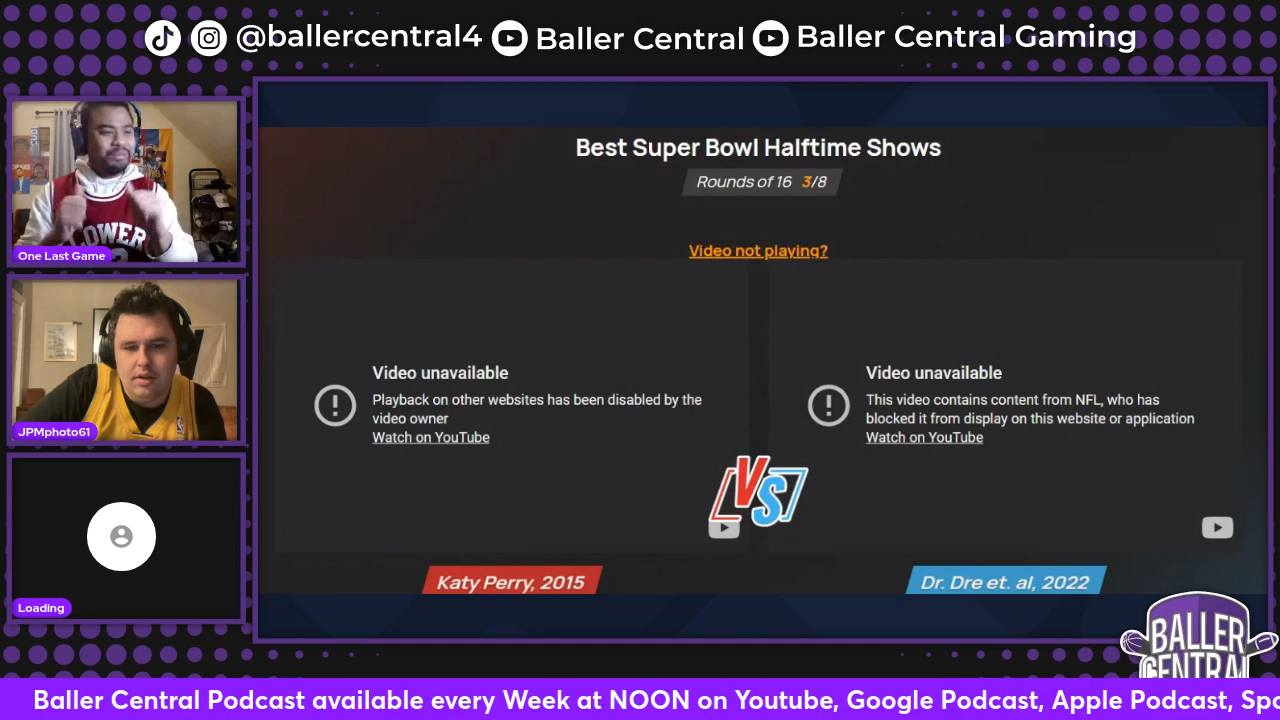 @ballercentral4 Baller Central Baller Central Gaming
LOWER
One Last Game
JPMphoto61
Loading
Best Super Bowl Halftime Shows
Rounds of 16 3/8
Video not playing?
Video unavailable
Playback on other websites has been disabled by the
video owner
Watch on YouTube
Video unavailable
This video contains content from NFL, who has
blocked it from display on this website or application
Watch on YouTube
VS
Katy Perry, 2015
Dr. Dre et. al, 2022
BALLER
CENTRAL
Baller Central Podcast available every Week at NOON on Youtube, Google Podcast, Apple Podcast, Spo